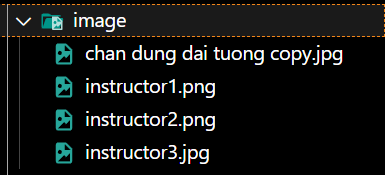 image
chan dung dai tuong copy.jpg
instructor1.png
instructor2.png
instructor3.jpg